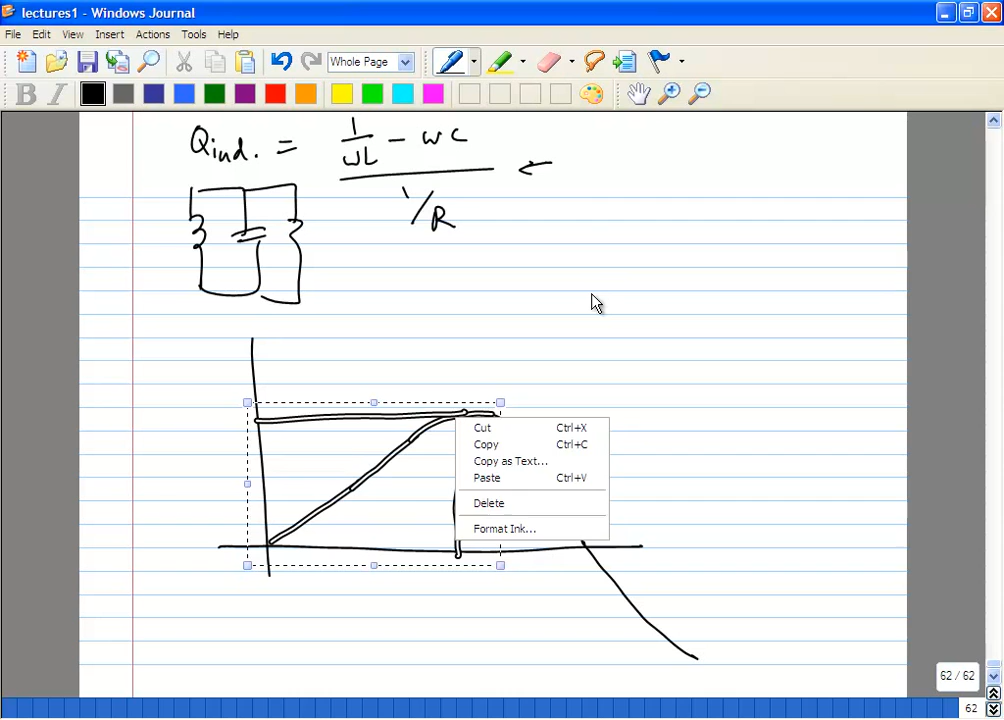 lectures1 - Windows Journal
File Edit View Insert Actions Tools Help
Whole Page
B I
Qind. = 1/ωL - ωC
1/R
Cut Ctrl+X
Copy Ctrl+C
Copy as Text...
Paste Ctrl+V
Delete
Format Ink...
62 / 62
62